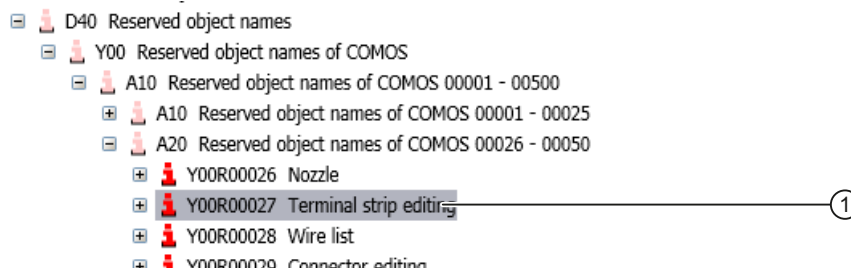 D40 Reserved object names
Y00 Reserved object names of COMOS
A10 Reserved object names of COMOS 00001 - 00500
A10 Reserved object names of COMOS 00001 - 00025
A20 Reserved object names of COMOS 00026 - 00050
Y00R00026 Nozzle
Y00R00027 Terminal strip editing
1
Y00R00028 Wire list
Y00R00029 Connector editing